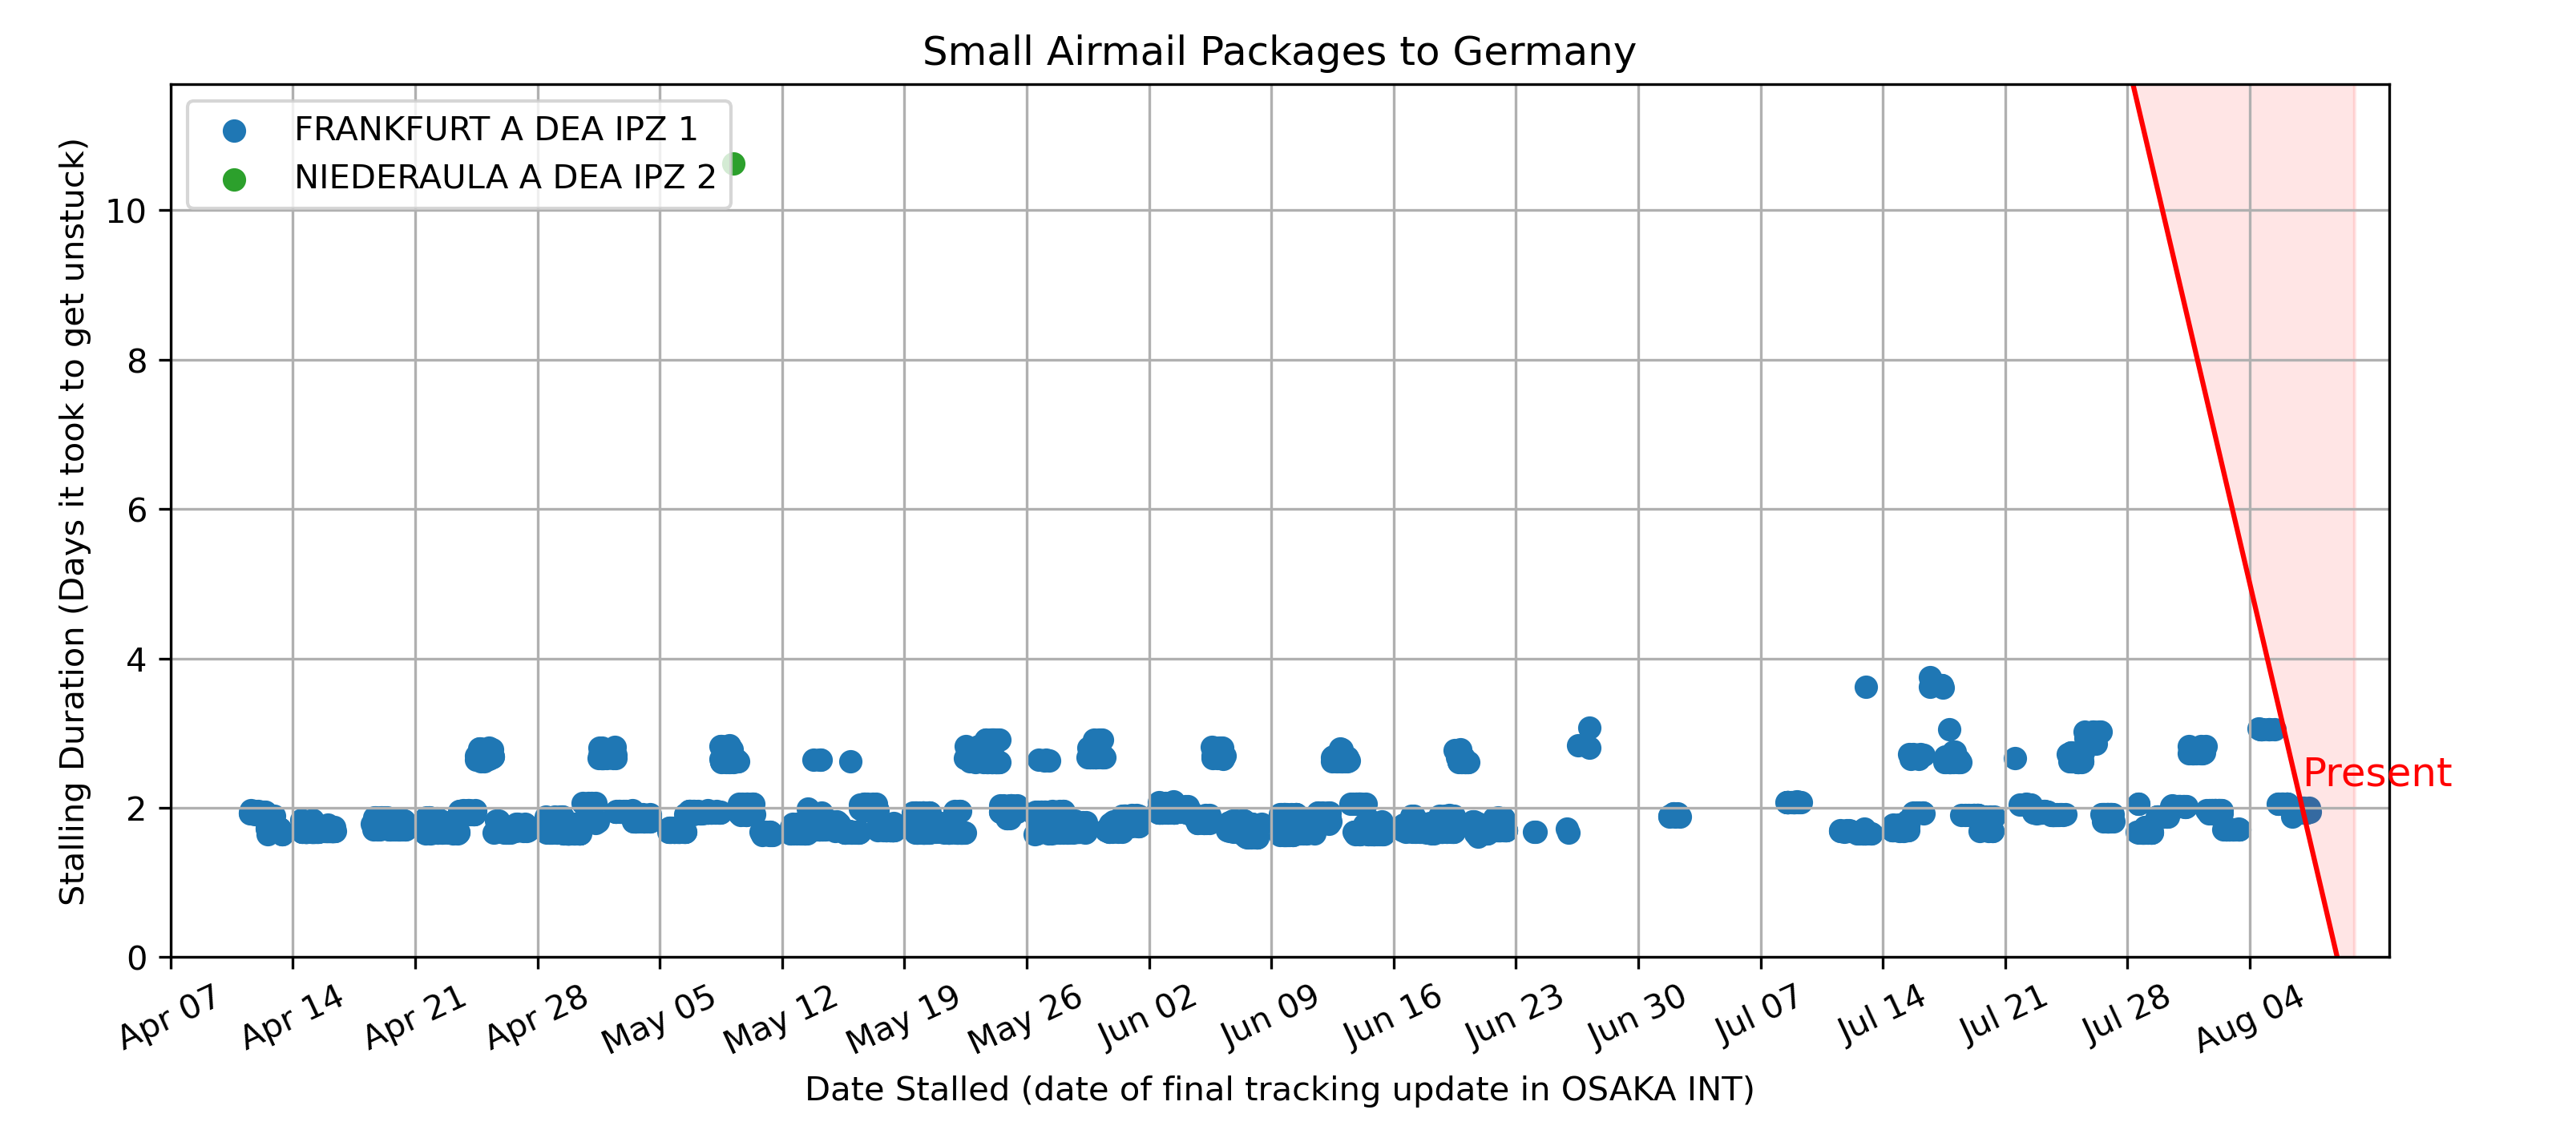 Small Airmail Packages to Germany
FRANKFURT A DEA IPZ 1
NIEDERAULA A DEA IPZ 2
Stalling Duration (Days it took to get unstuck)
10
8
6
4
2
0
Present
Apr 07
Apr 14
Apr 21
Apr 28
May 05
May 12
May 19
May 26
Jun 02
Jun 09
Jun 16
Jun 23
Jun 30
Jul 07
Jul 14
Jul 21
Jul 28
Aug 04
Date Stalled (date of final tracking update in OSAKA INT)